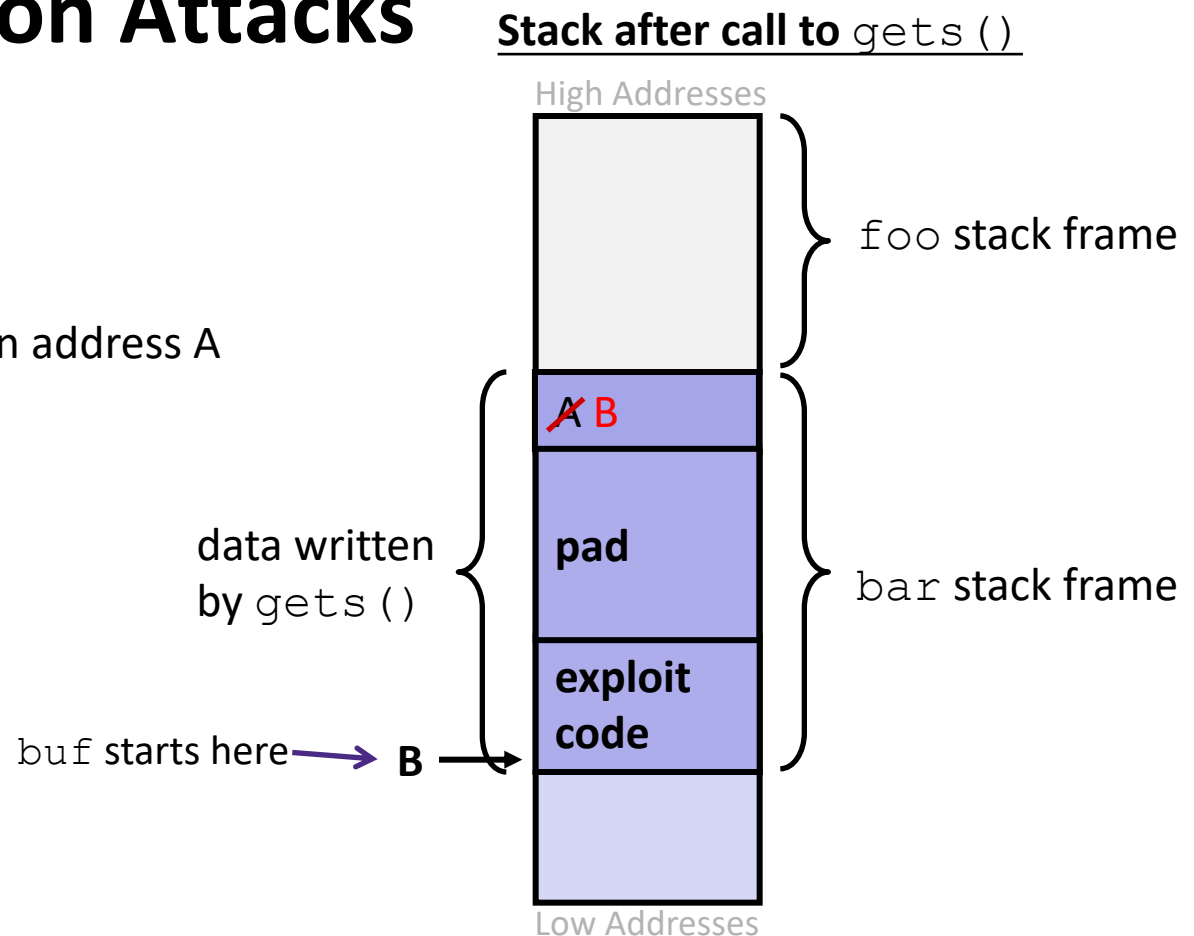 on Attacks
Stack after call to gets()
High Addresses
foo stack frame
n address A
A B
data written
by gets()
pad
bar stack frame
exploit
code
buf starts here
B
Low Addresses